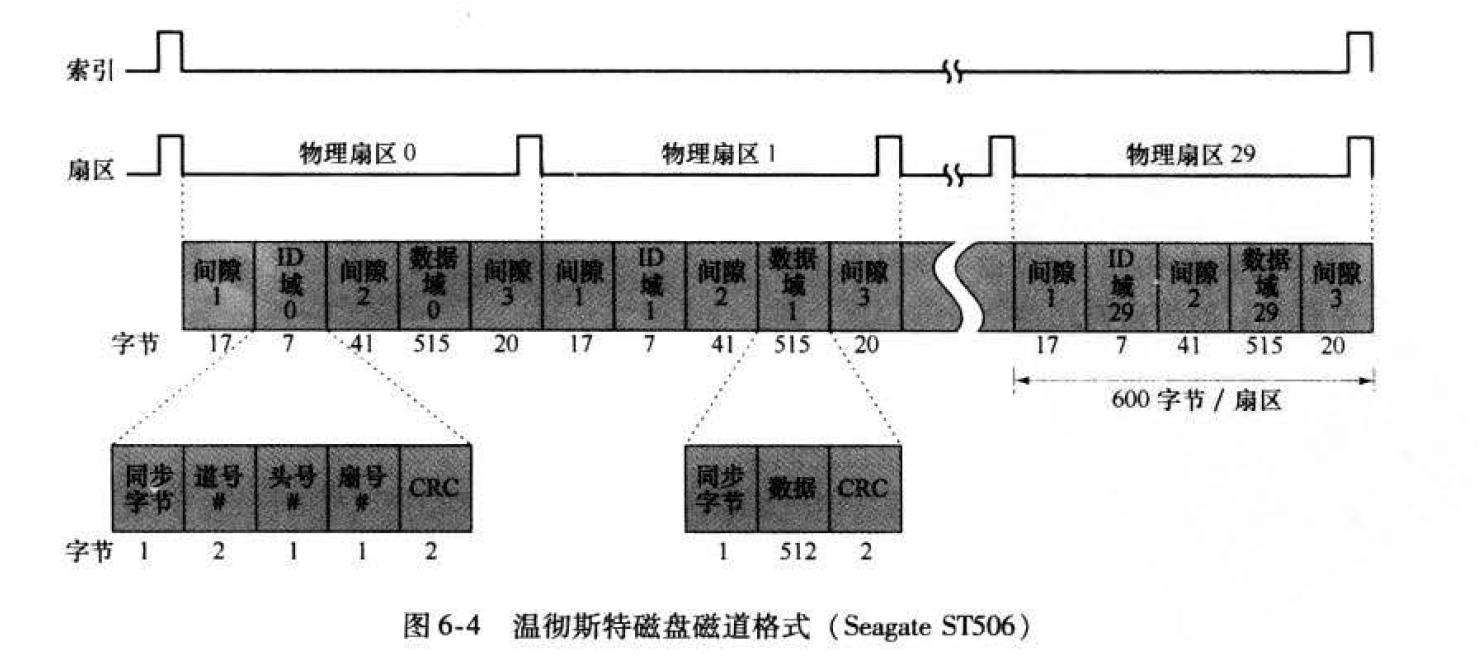 索引
扇区 物理扇区 0 物理扇区 1 物理扇区 29
间隙 1 ID 域 0 间隙 2 数据域 0 间隙 3 间隙 1 ID 域 1 间隙 2 数据域 1 间隙 3 间隙 1 ID 域 29 间隙 2 数据域 29 间隙 3
字节 17 7 41 515 20 17 7 41 515 20 17 7 41 515 20
600 字节 / 扇区
同步字节 道号 # 头号 # 扇号 # CRC 同步字节 数据 CRC
字节 1 2 1 1 2 1 512 2
图 6-4 温彻斯特磁盘磁道格式（Seagate ST506）